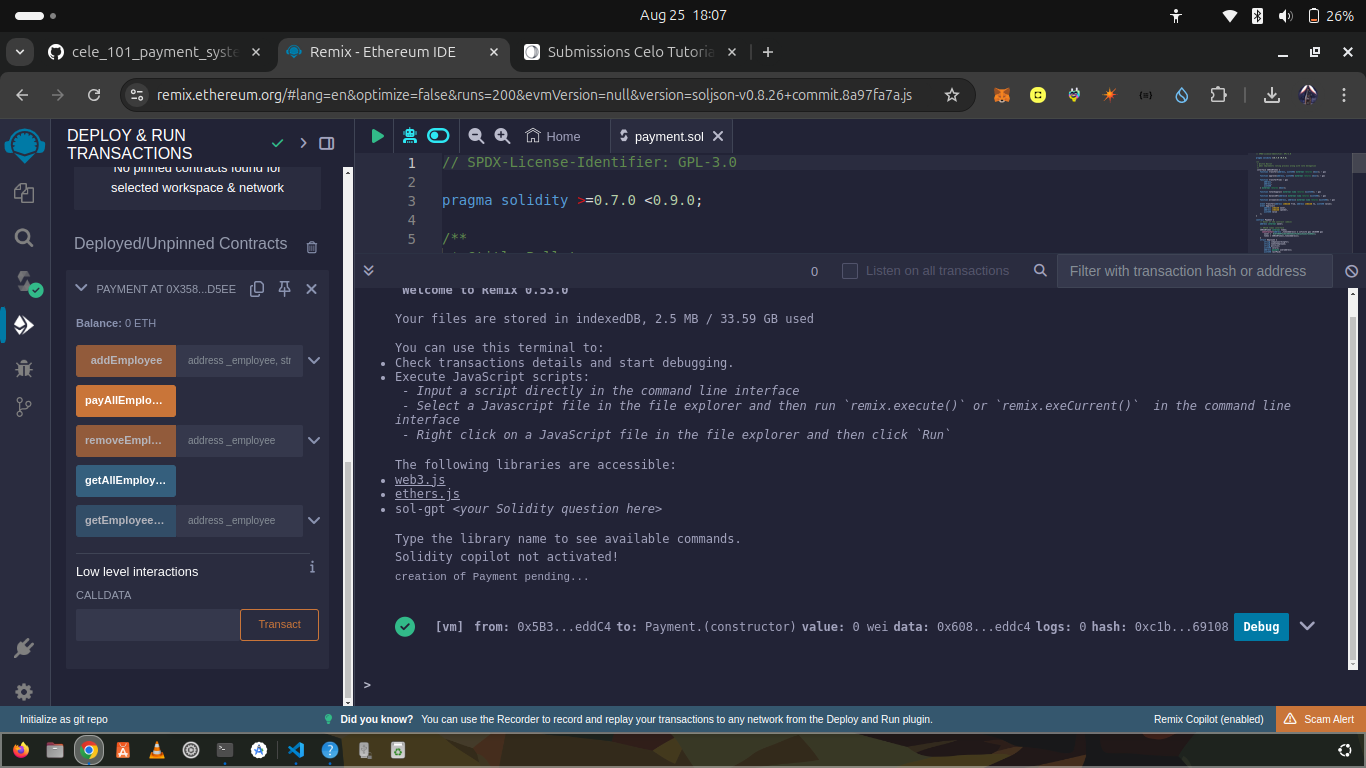 Aug 25 18:07
26%
cele_101_payment_syste
Remix - Ethereum IDE
Submissions Celo Tutoria
remix.ethereum.org/#lang=en&optimize=false&runs=200&evmVersion=null&version=soljson-v0.8.26+commit.8a97fa7a.js
DEPLOY & RUN
TRANSACTIONS
No pinned contracts found for
selected workspace & network
Deployed/Unpinned Contracts
PAYMENT AT 0X358...D5EE
Balance: 0 ETH
addEmployee
address _employee, str
payAllEmplo...
removeEmpl...
address _employee
getAllEmploy...
getEmployee...
address _employee
Low level interactions
CALLDATA
Transact
Home
payment.sol
1 // SPDX-License-Identifier: GPL-3.0
2
3 pragma solidity >=0.7.0 <0.9.0;
4
5 /**
0
Listen on all transactions
Filter with transaction hash or address
Welcome to Remix 0.53.0
Your files are stored in indexedDB, 2.5 MB / 33.59 GB used
You can use this terminal to:
Check transactions details and start debugging.
Execute JavaScript scripts:
- Input a script directly in the command line interface
- Select a Javascript file in the file explorer and then run `remix.execute()` or `remix.exeCurrent()` in the command line
interface
- Right click on a JavaScript file in the file explorer and then click `Run`
The following libraries are accessible:
web3.js
ethers.js
sol-gpt <your Solidity question here>
Type the library name to see available commands.
Solidity copilot not activated!
creation of Payment pending...
[vm] from: 0x5B3...eddC4 to: Payment.(constructor) value: 0 wei data: 0x608...eddc4 logs: 0 hash: 0xc1b...69108
Debug
>
Initialize as git repo
Did you know? You can use the Recorder to record and replay your transactions to any network from the Deploy and Run plugin.
Remix Copilot (enabled)
Scam Alert